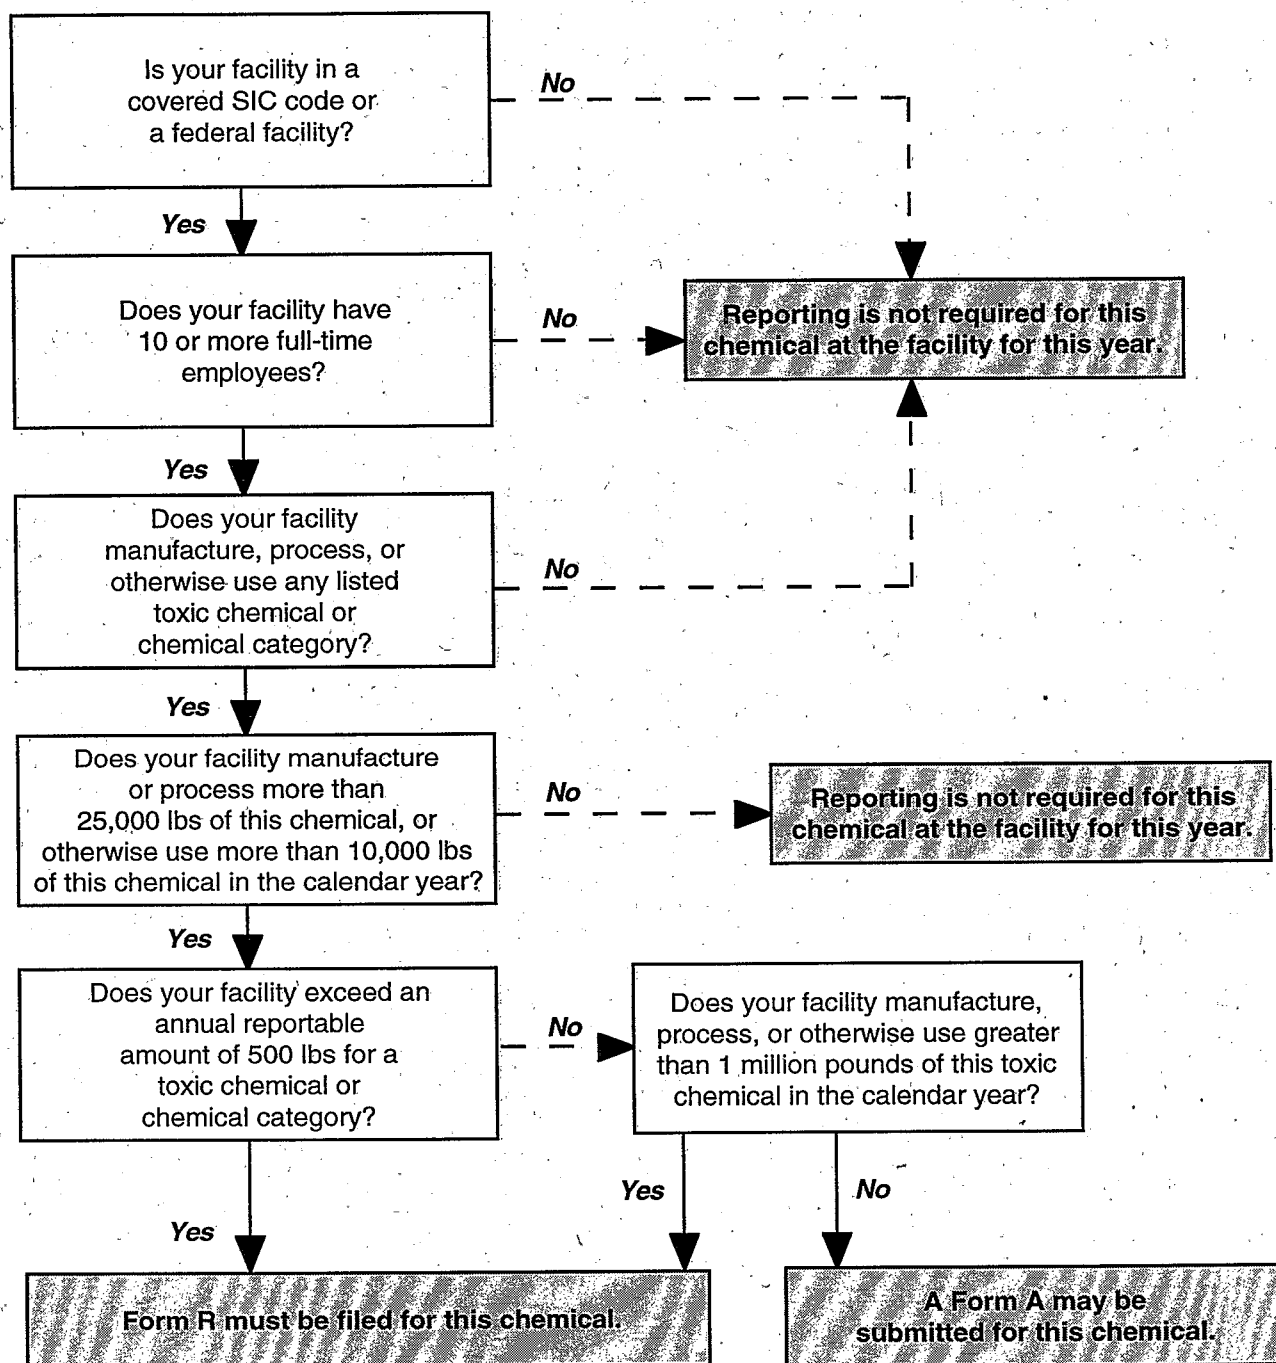 Is your facility in a
covered SIC code or
a federal facility?
No
Yes
Does your facility have
10 or more full-time
employees?
No
Reporting is not required for this
chemical at the facility for this year.
Yes
Does your facility
manufacture, process, or
otherwise use any listed
toxic chemical or
chemical category?
No
Yes
Does your facility manufacture
or process more than
25,000 lbs of this chemical, or
otherwise use more than 10,000 lbs
of this chemical in the calendar year?
No
Reporting is not required for this
chemical at the facility for this year.
Yes
Does your facility exceed an
annual reportable
amount of 500 lbs for a
toxic chemical or
chemical category?
No
Does your facility manufacture,
process, or otherwise use greater
than 1 million pounds of this toxic
chemical in the calendar year?
Yes
Yes
No
Form R must be filed for this chemical.
A Form A may be
submitted for this chemical.